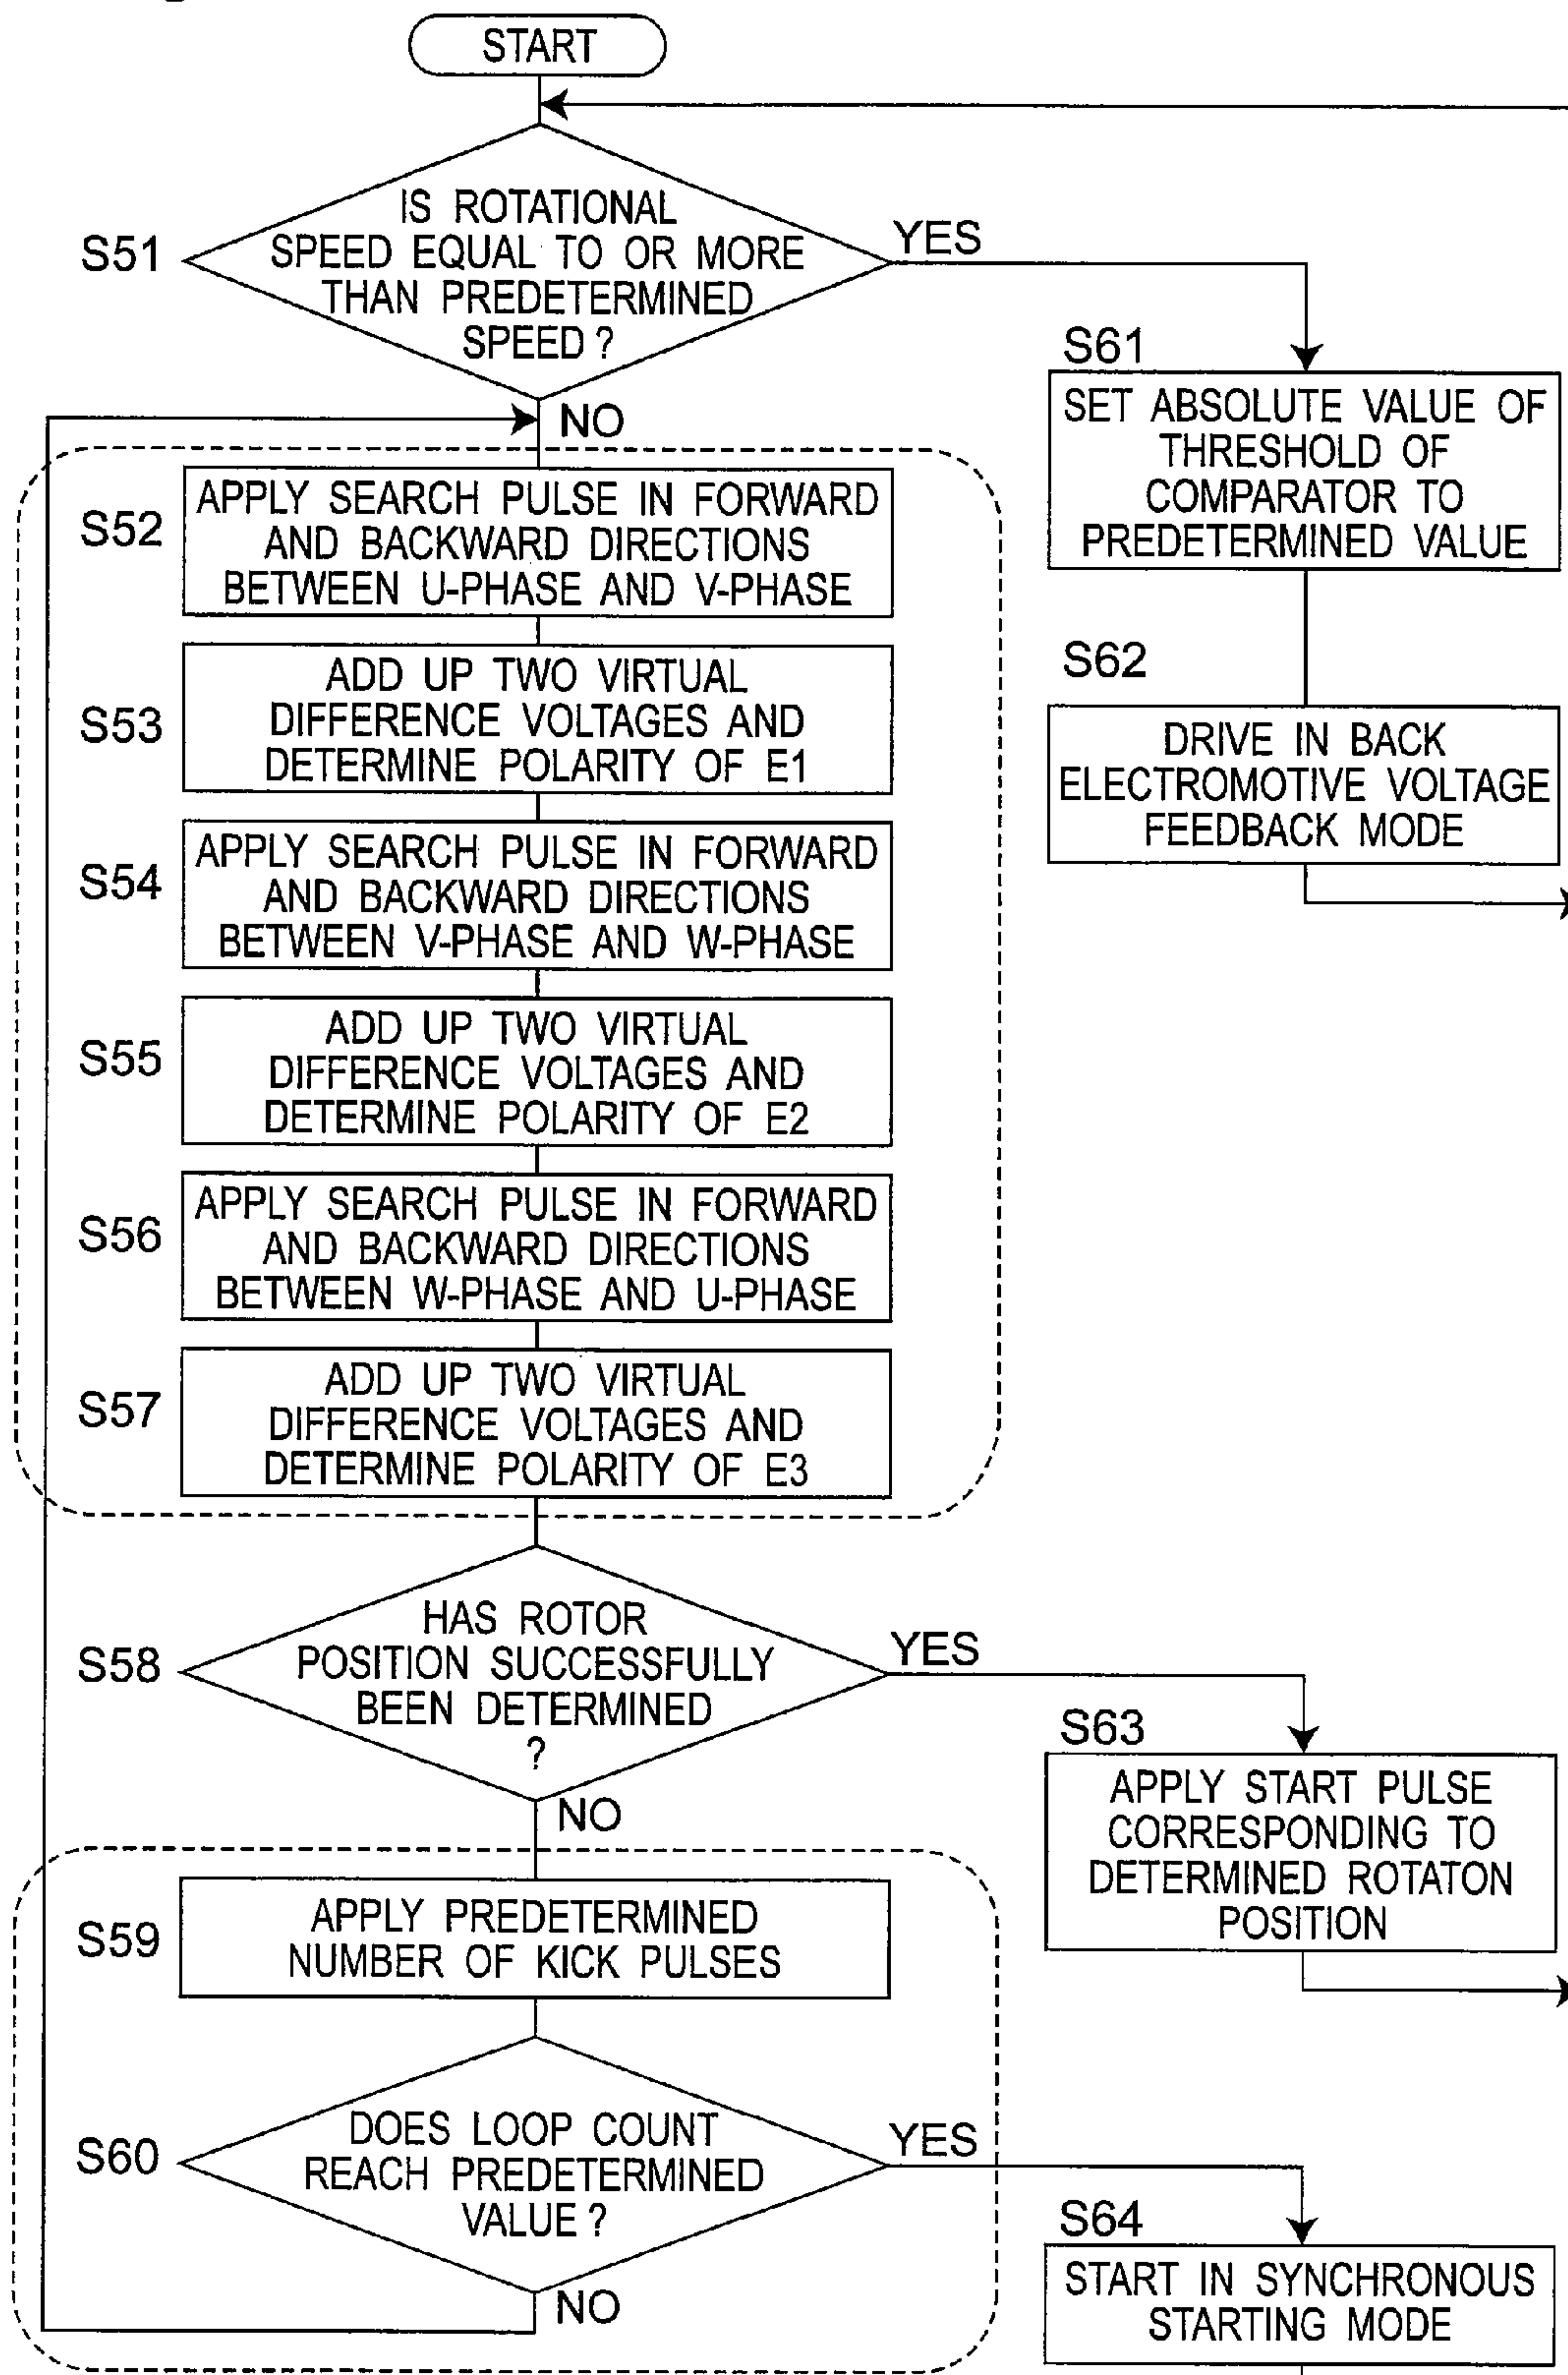 START
S51
IS ROTATIONAL
SPEED EQUAL TO OR MORE
THAN PREDETERMINED
SPEED ?
YES
NO
S61
SET ABSOLUTE VALUE OF
THRESHOLD OF
COMPARATOR TO
PREDETERMINED VALUE
S62
DRIVE IN BACK
ELECTROMOTIVE VOLTAGE
FEEDBACK MODE
S52
APPLY SEARCH PULSE IN FORWARD
AND BACKWARD DIRECTIONS
BETWEEN U-PHASE AND V-PHASE
S53
ADD UP TWO VIRTUAL
DIFFERENCE VOLTAGES AND
DETERMINE POLARITY OF E1
S54
APPLY SEARCH PULSE IN FORWARD
AND BACKWARD DIRECTIONS
BETWEEN V-PHASE AND W-PHASE
S55
ADD UP TWO VIRTUAL
DIFFERENCE VOLTAGES AND
DETERMINE POLARITY OF E2
S56
APPLY SEARCH PULSE IN FORWARD
AND BACKWARD DIRECTIONS
BETWEEN W-PHASE AND U-PHASE
S57
ADD UP TWO VIRTUAL
DIFFERENCE VOLTAGES AND
DETERMINE POLARITY OF E3
S58
HAS ROTOR
POSITION SUCCESSFULLY
BEEN DETERMINED
?
YES
NO
S63
APPLY START PULSE
CORRESPONDING TO
DETERMINED ROTATON
POSITION
S59
APPLY PREDETERMINED
NUMBER OF KICK PULSES
S60
DOES LOOP COUNT
REACH PREDETERMINED
VALUE ?
YES
NO
S64
START IN SYNCHRONOUS
STARTING MODE